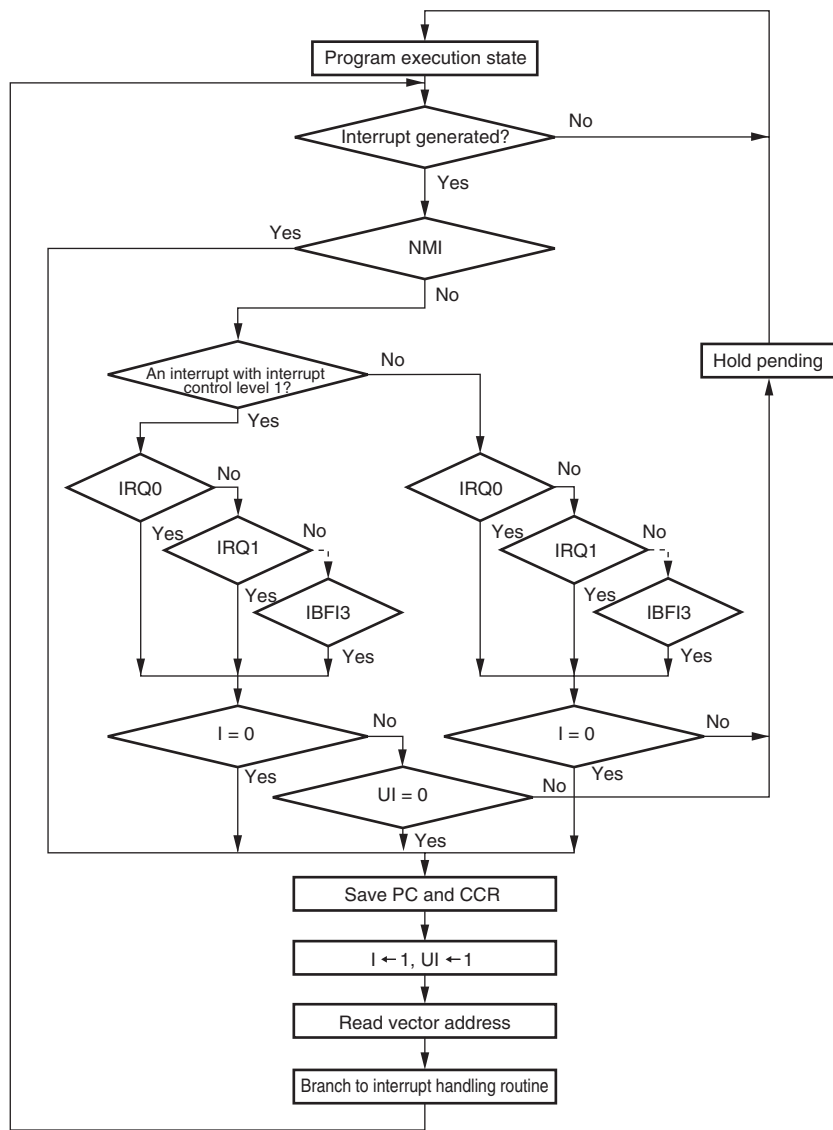 Program execution state
Interrupt generated?
No
Yes
Yes
NMI
No
An interrupt with interrupt
control level 1?
No
Hold pending
Yes
IRQ0
No
IRQ0
No
Yes
IRQ1
No
Yes
IRQ1
No
Yes
IBFI3
Yes
IBFI3
Yes
Yes
I = 0
No
I = 0
No
Yes
UI = 0
No
Yes
Yes
Save PC and CCR
I ← 1, UI ← 1
Read vector address
Branch to interrupt handling routine